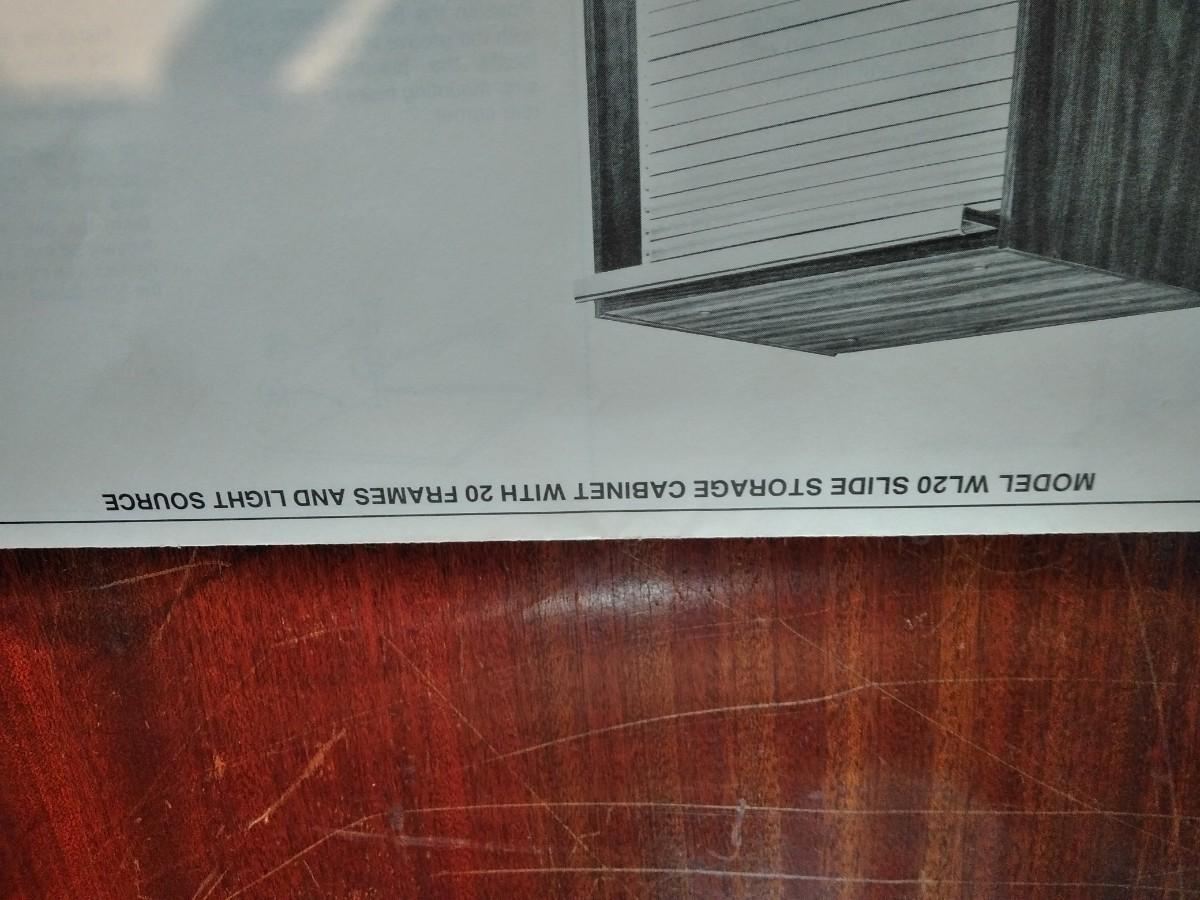 MODEL WL20 SLIDE STORAGE CABINET WITH 20 FRAMES AND LIGHT SOURCE